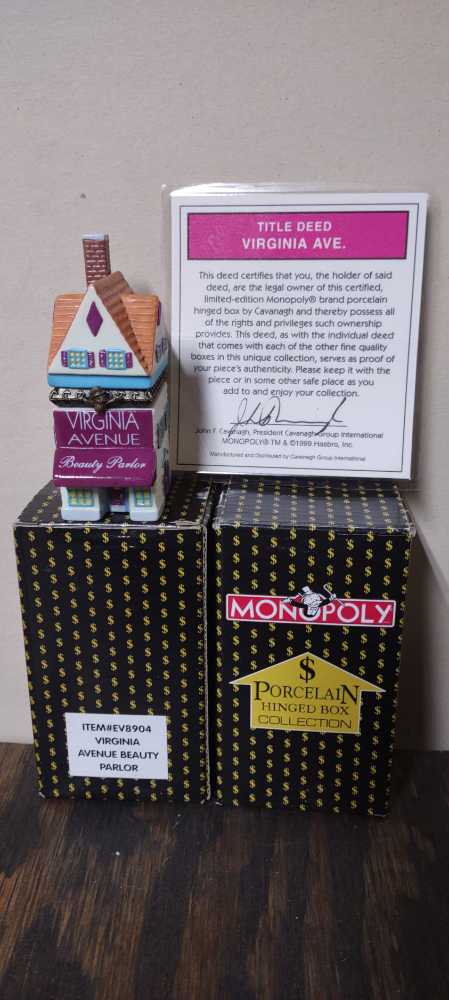 TITLE DEED
VIRGINIA AVE.
This deed certifies that you, the holder of said
deed, are the legal owner of this certified,
limited-edition Monopoly® brand porcelain
hinged box by Cavanagh and thereby possess all
of the rights and privileges such ownership
provides. This deed, as with the individual deed
that comes with each of the other fine quality
boxes in this unique collection, serves as proof of
your piece's authenticity. Please keep it with the
piece or in some other safe place as you
add to and enjoy your collection.
John F. Cavanagh, President Cavanagh Group International
MONOPOLY® TM & ©1999 Hasbro, Inc.
Manufactured and Distributed by Cavanagh Group International
VIRGINIA
AVENUE
Beauty Parlor
MONOPOLY
$
PORCELAIN
HINGED BOX
COLLECTION
ITEM#EV8904
VIRGINIA
AVENUE BEAUTY
PARLOR